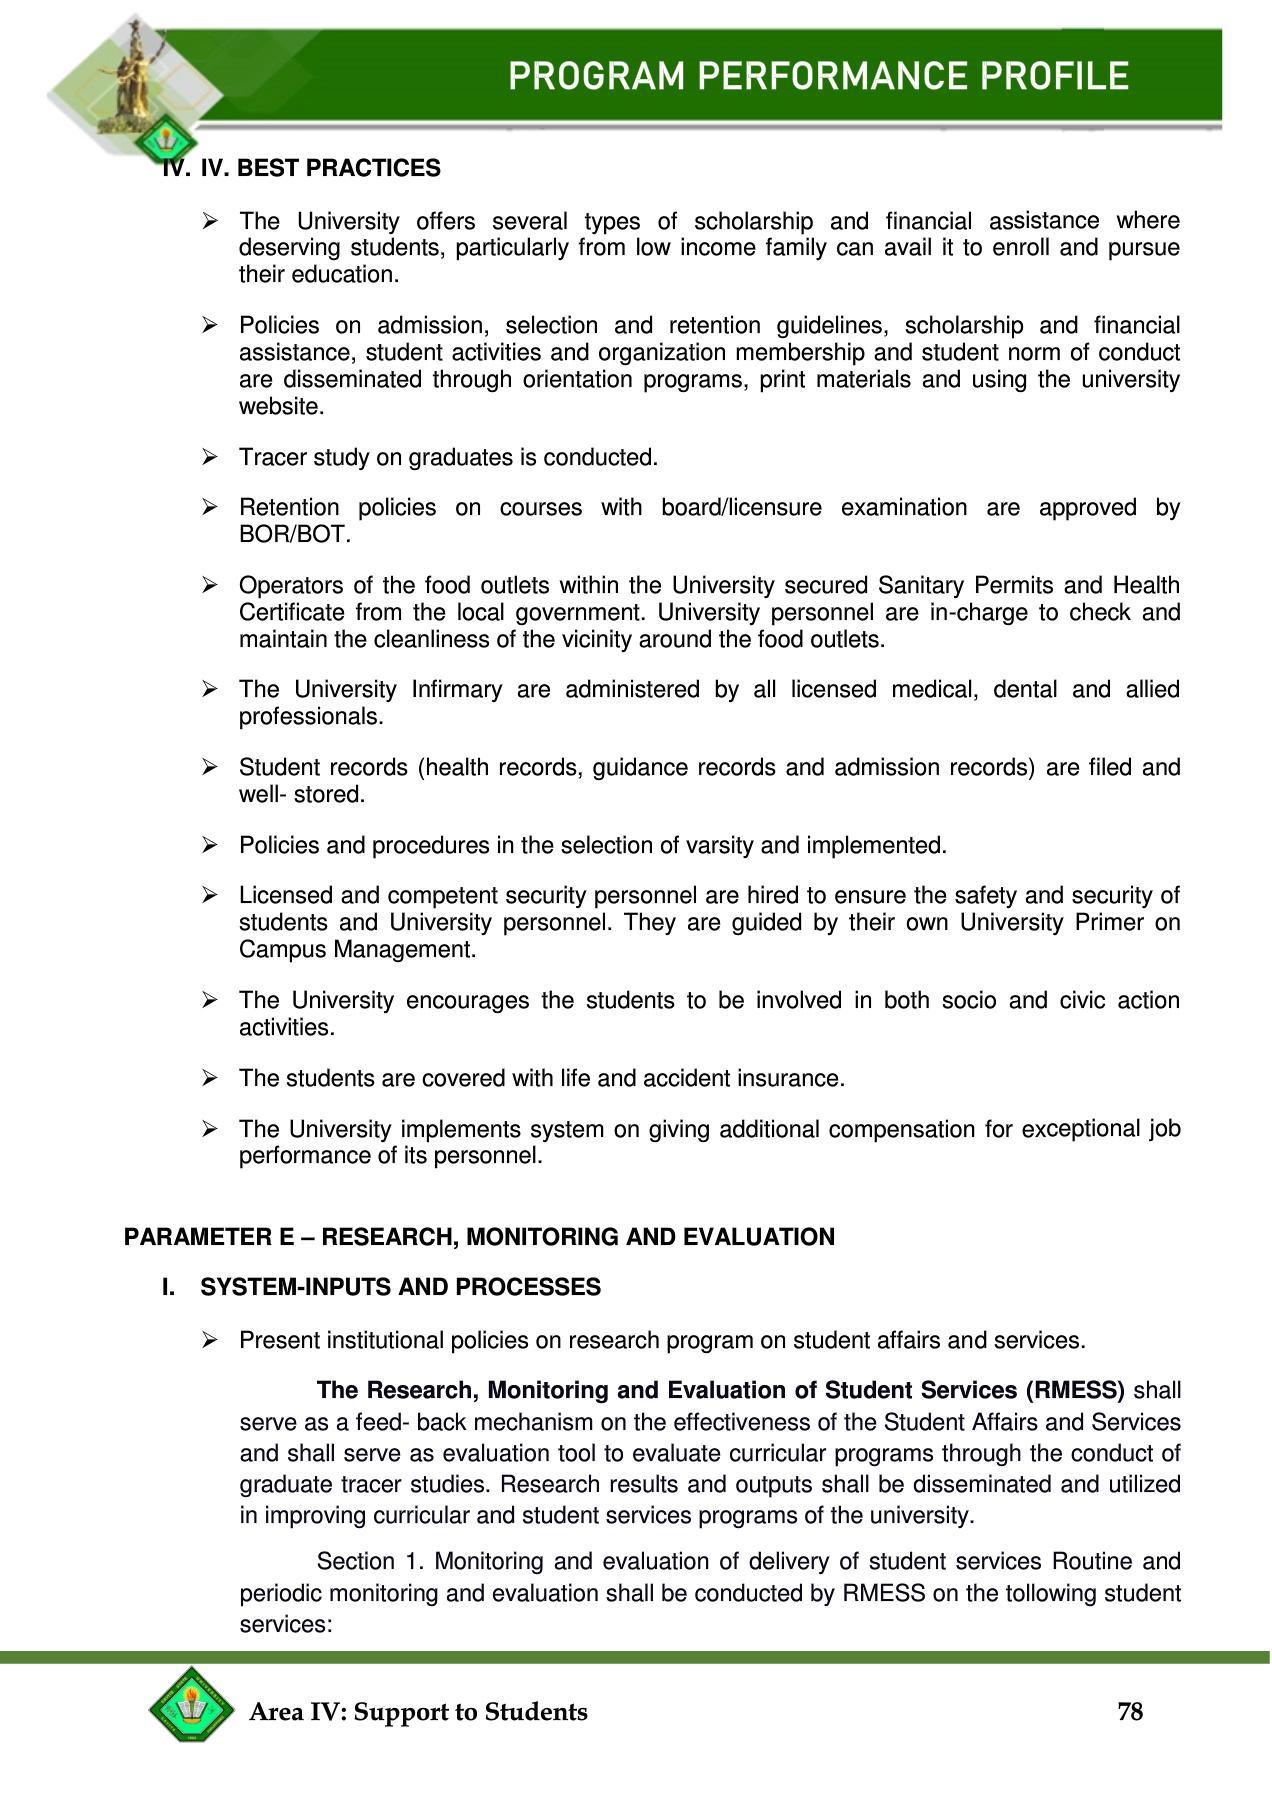 PROGRAM PERFORMANCE PROFILE
IV. IV. BEST PRACTICES
➢ The University offers several types of scholarship and financial assistance where
deserving students, particularly from low income family can avail it to enroll and pursue
their education.
➢ Policies on admission, selection and retention guidelines, scholarship and financial
assistance, student activities and organization membership and student norm of conduct
are disseminated through orientation programs, print materials and using the university
website.
➢ Tracer study on graduates is conducted.
➢ Retention policies on courses with board/licensure examination are approved by
BOR/BOT.
➢ Operators of the food outlets within the University secured Sanitary Permits and Health
Certificate from the local government. University personnel are in-charge to check and
maintain the cleanliness of the vicinity around the food outlets.
➢ The University Infirmary are administered by all licensed medical, dental and allied
professionals.
➢ Student records (health records, guidance records and admission records) are filed and
well- stored.
➢ Policies and procedures in the selection of varsity and implemented.
➢ Licensed and competent security personnel are hired to ensure the safety and security of
students and University personnel. They are guided by their own University Primer on
Campus Management.
➢ The University encourages the students to be involved in both socio and civic action
activities.
➢ The students are covered with life and accident insurance.
➢ The University implements system on giving additional compensation for exceptional job
performance of its personnel.
PARAMETER E – RESEARCH, MONITORING AND EVALUATION
I. SYSTEM-INPUTS AND PROCESSES
➢ Present institutional policies on research program on student affairs and services.
The Research, Monitoring and Evaluation of Student Services (RMESS) shall
serve as a feed- back mechanism on the effectiveness of the Student Affairs and Services
and shall serve as evaluation tool to evaluate curricular programs through the conduct of
graduate tracer studies. Research results and outputs shall be disseminated and utilized
in improving curricular and student services programs of the university.
Section 1. Monitoring and evaluation of delivery of student services Routine and
periodic monitoring and evaluation shall be conducted by RMESS on the tollowing student
services:
Area IV: Support to Students 78